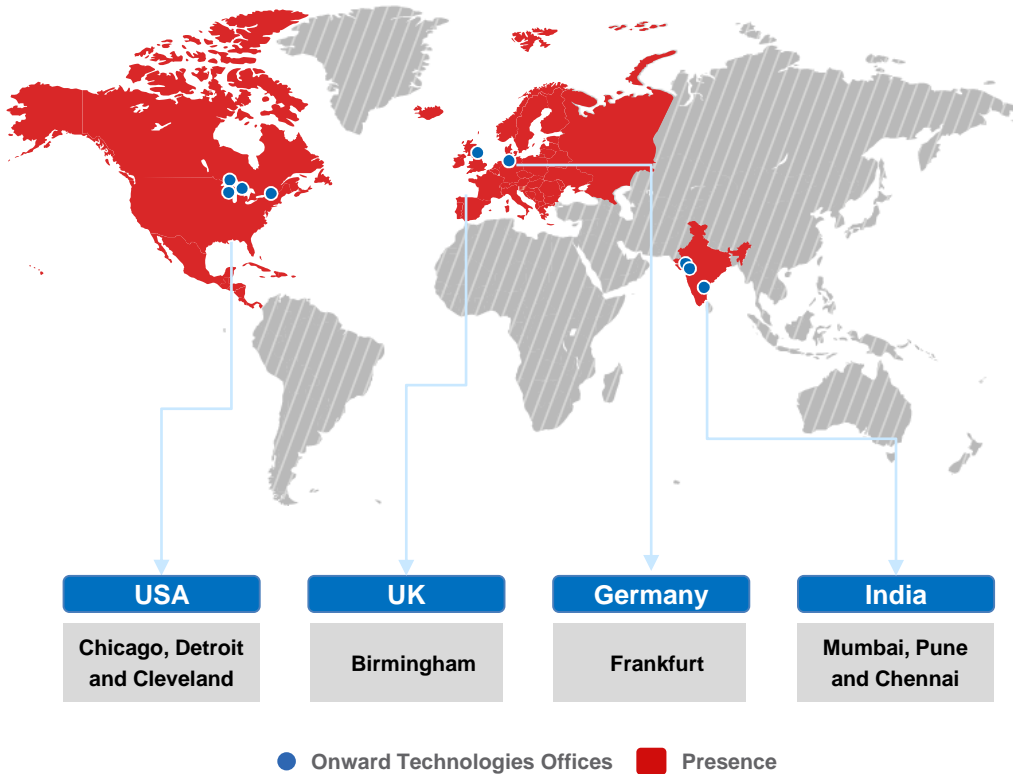 USA
UK
Germany
India
Chicago, Detroit
and Cleveland
Birmingham
Frankfurt
Mumbai, Pune
and Chennai
Onward Technologies Offices
Presence